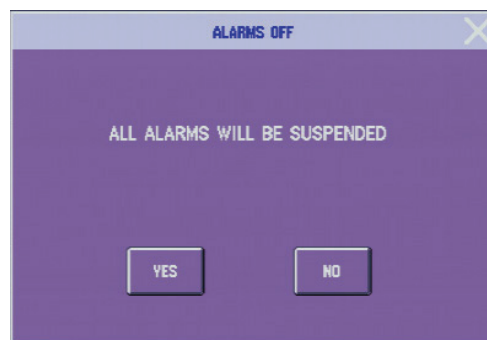 ALARMS OFF
ALL ALARMS WILL BE SUSPENDED
YES
NO